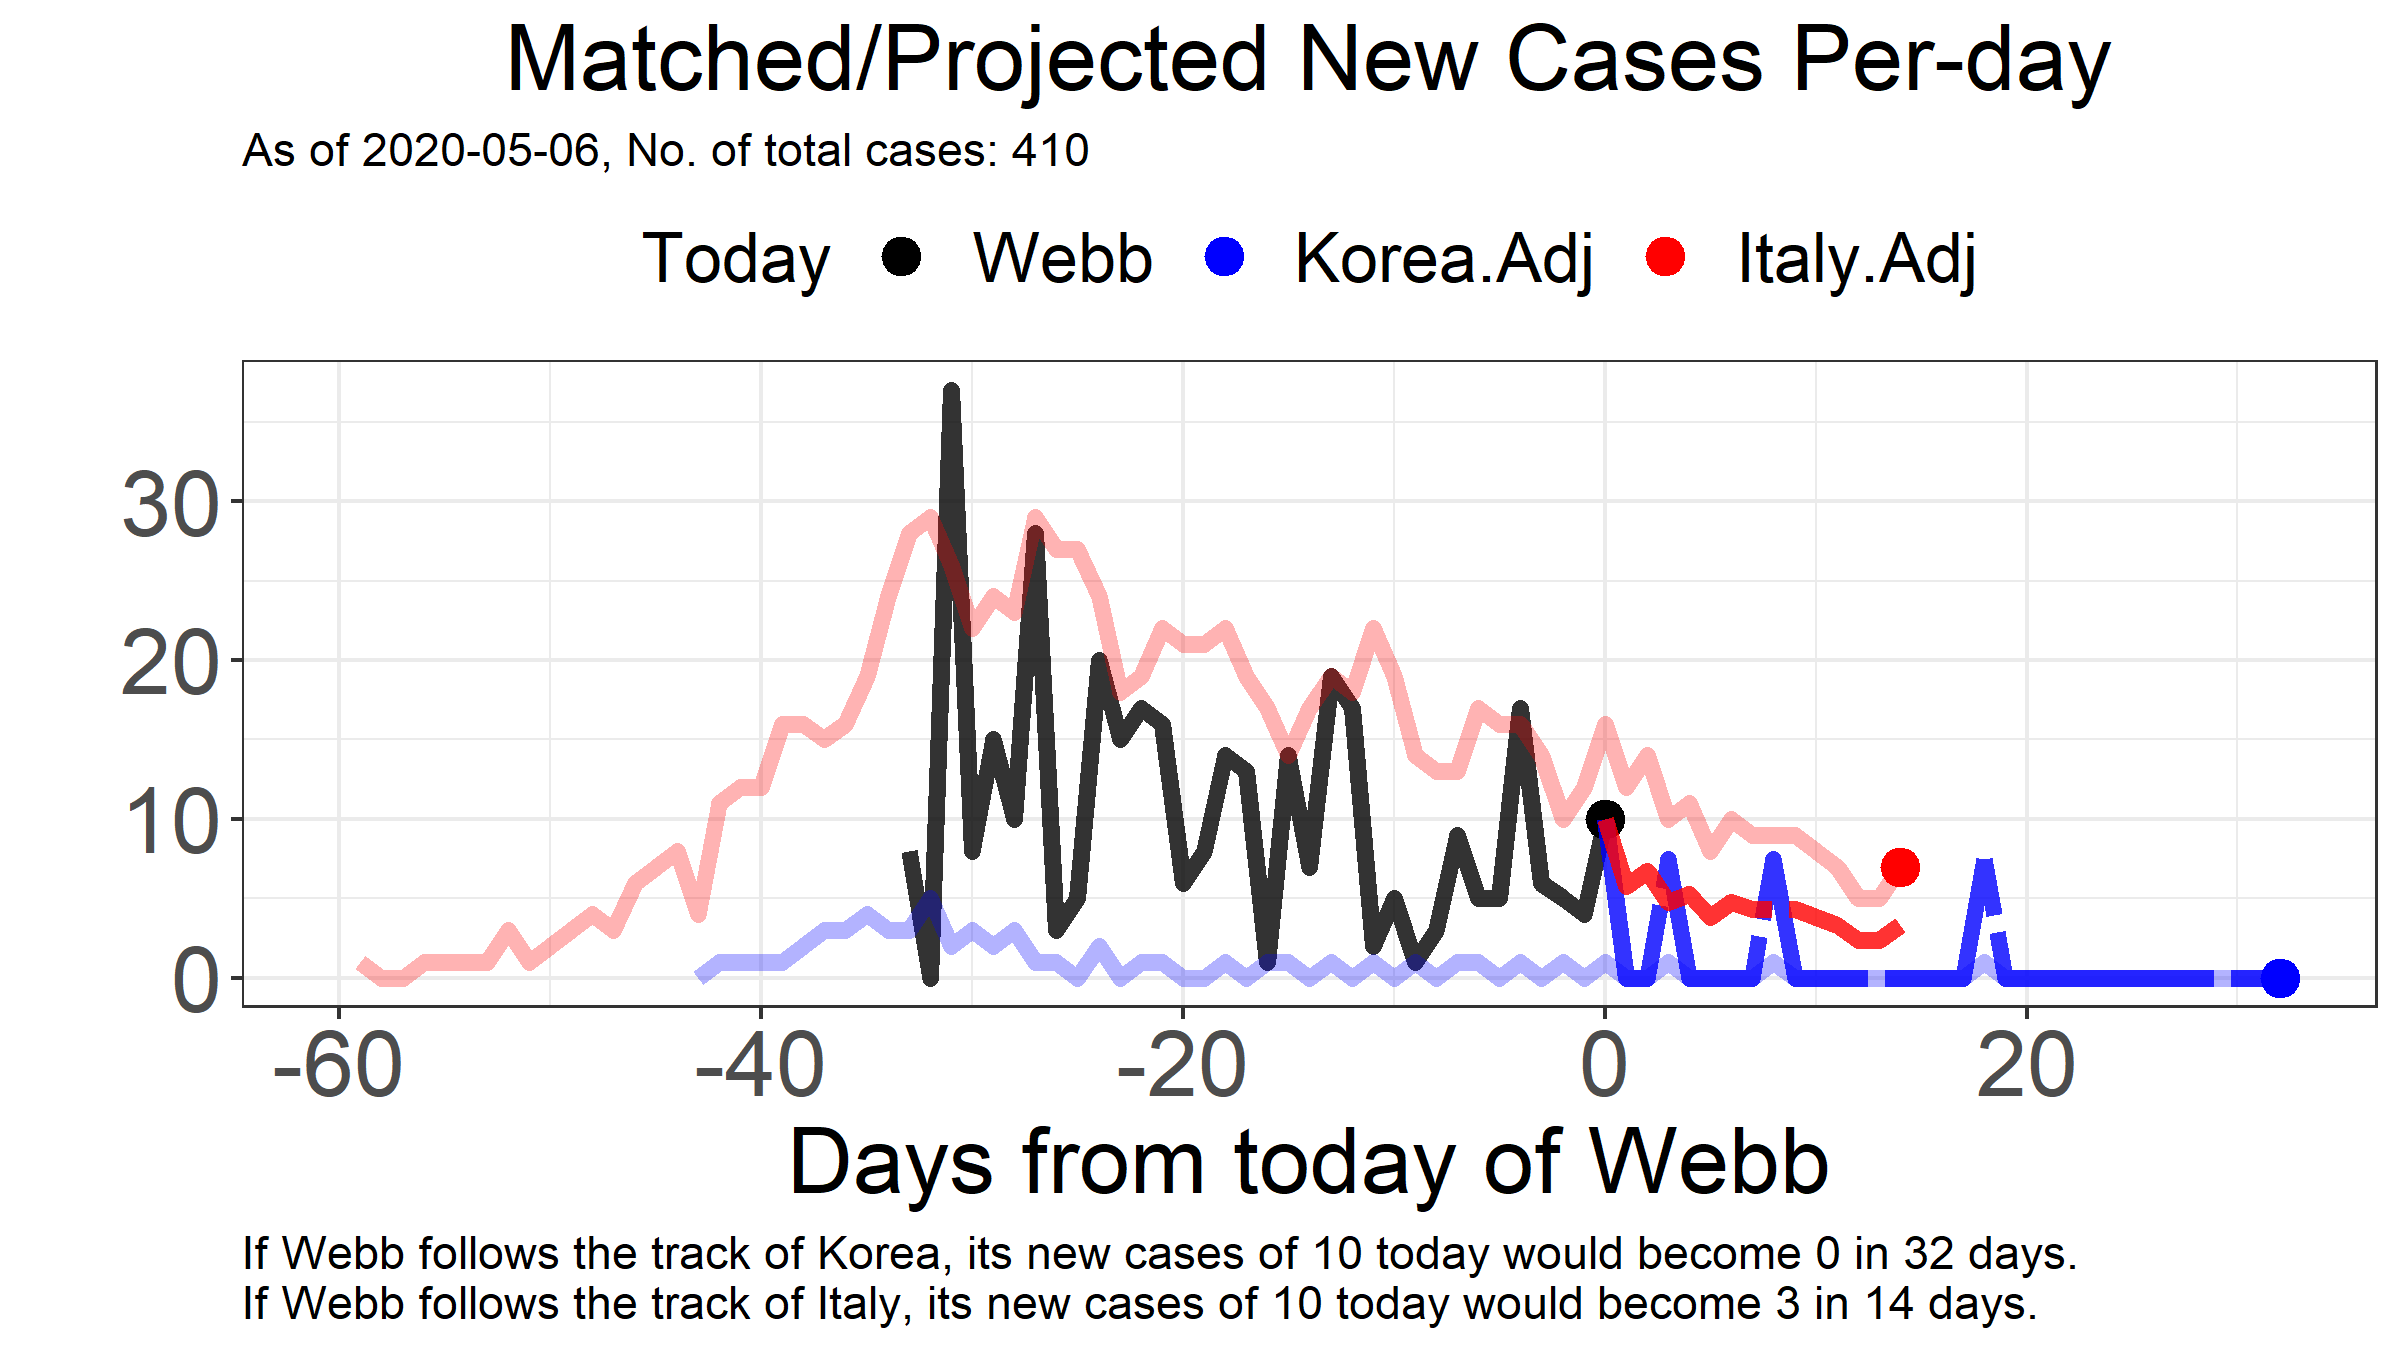 Matched/Projected New Cases Per-day
As of 2020-05-06, No. of total cases: 410
Today Webb Korea.Adj Italy.Adj
30
20
10
0
-60 -40 -20 0 20
Days from today of Webb
If Webb follows the track of Korea, its new cases of 10 today would become 0 in 32 days.
If Webb follows the track of Italy, its new cases of 10 today would become 3 in 14 days.